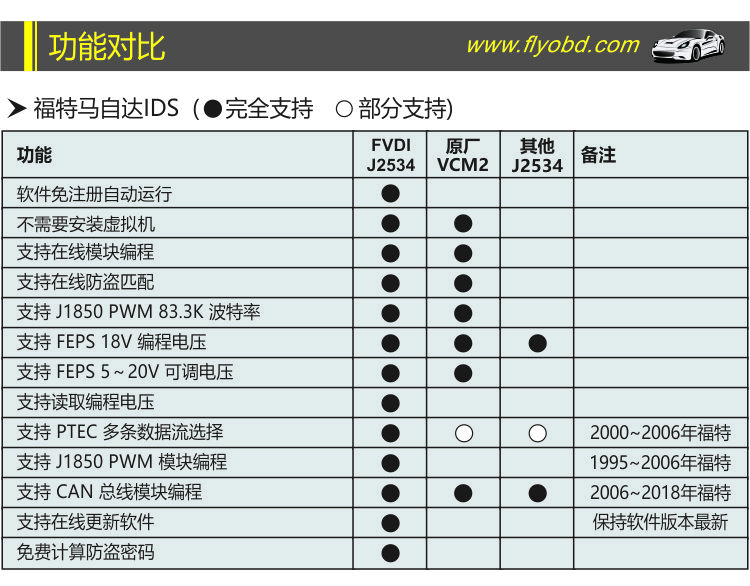 功能对比
www.flyobd.com
福特马自达IDS (●完全支持 ○部分支持)
功能 FVDI J2534 原厂 VCM2 其他 J2534 备注
软件免注册自动运行 ●
不需要安装虚拟机 ● ●
支持在线模块编程 ● ●
支持在线防盗匹配 ● ●
支持 J1850 PWM 83.3K 波特率 ● ●
支持 FEPS 18V 编程电压 ● ● ●
支持 FEPS 5～20V 可调电压 ● ●
支持读取编程电压 ●
支持 PTEC 多条数据流选择 ● ○ ○ 2000~2006年福特
支持 J1850 PWM 模块编程 ● 1995~2006年福特
支持 CAN 总线模块编程 ● ● ● 2006~2018年福特
支持在线更新软件 ● 保持软件版本最新
免费计算防盗密码 ●